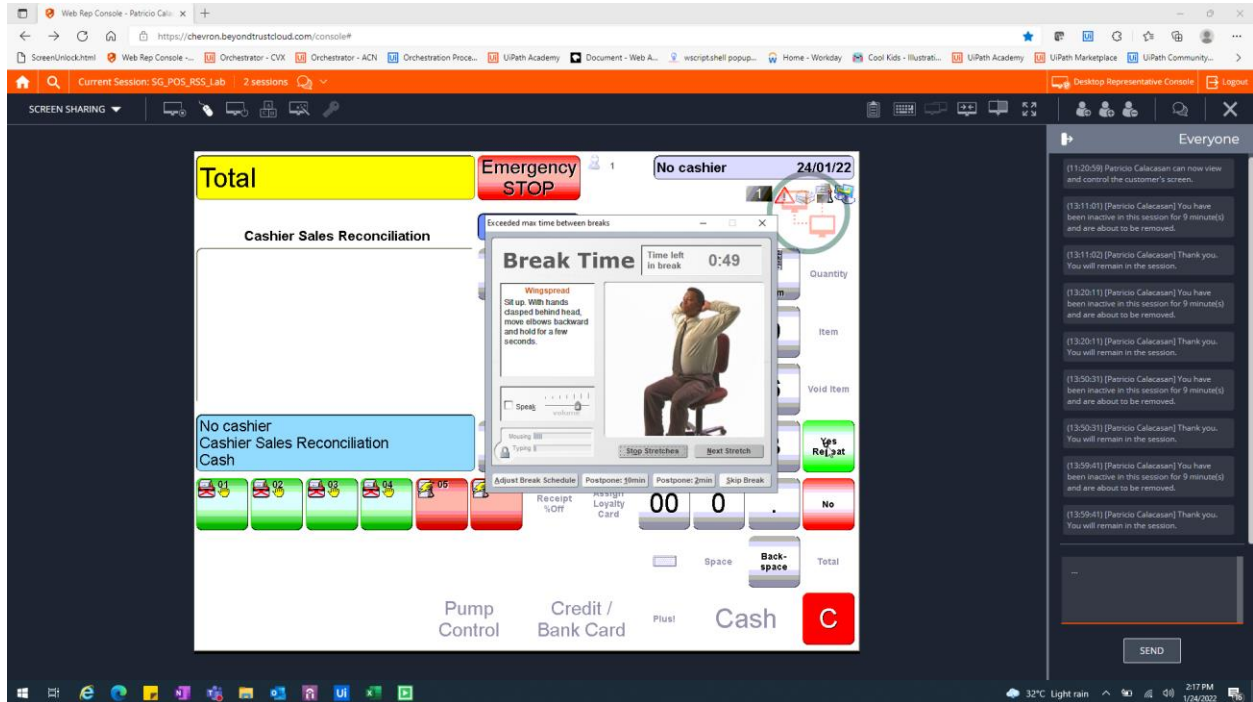 Web Rep Console - Patricio Cala
https://chevron.beyondtrustcloud.com/console#
ScreenUnlock.html
Web Rep Console -...
Orchestrator - CVX
Orchestrator - ACN
Orchestration Proce...
UiPath Academy
Document - Web A...
wscript.shell popup...
Home - Workday
Cool Kids - Illustrati...
UiPath Academy
UiPath Marketplace
UiPath Community...
Current Session: SG_POS_RSS_Lab
2 sessions
Desktop Representative Console
Logout
SCREEN SHARING
Total
Emergency
STOP
1
No cashier
24/01/22
1
Cashier Sales Reconciliation
Exceeded max time between breaks
Break Time
Time left
in break
0:49
Wingspread
Sit up. With hands
clasped behind head,
move elbows backward
and hold for a few
seconds.
Speak
volume
Mousing
Typing
Stop Stretches
Next Stretch
Adjust Break Schedule
Postpone: 10min
Postpone: 2min
Skip Break
Quantity
Item
Void Item
Yes
Repeat
No
No cashier
Cashier Sales Reconciliation
Cash
01
02
03
04
05
Receipt
%Off
Assign
Loyalty
Card
00
0
.
Space
Back-
space
Total
Pump
Control
Credit /
Bank Card
Plus!
Cash
C
Everyone
(11:20:59) Patricio Calacasan can now view
and control the customer's screen.
(13:11:01) [Patricio Calacasan] You have
been inactive in this session for 9 minute(s)
and are about to be removed.
(13:11:02) [Patricio Calacasan] Thank you.
You will remain in the session.
(13:20:11) [Patricio Calacasan] You have
been inactive in this session for 9 minute(s)
and are about to be removed.
(13:20:11) [Patricio Calacasan] Thank you.
You will remain in the session.
(13:50:31) [Patricio Calacasan] You have
been inactive in this session for 9 minute(s)
and are about to be removed.
(13:50:31) [Patricio Calacasan] Thank you.
You will remain in the session.
(13:59:41) [Patricio Calacasan] You have
been inactive in this session for 9 minute(s)
and are about to be removed.
(13:59:41) [Patricio Calacasan] Thank you.
You will remain in the session.
...
SEND
32°C Light rain
2:17 PM
1/24/2022